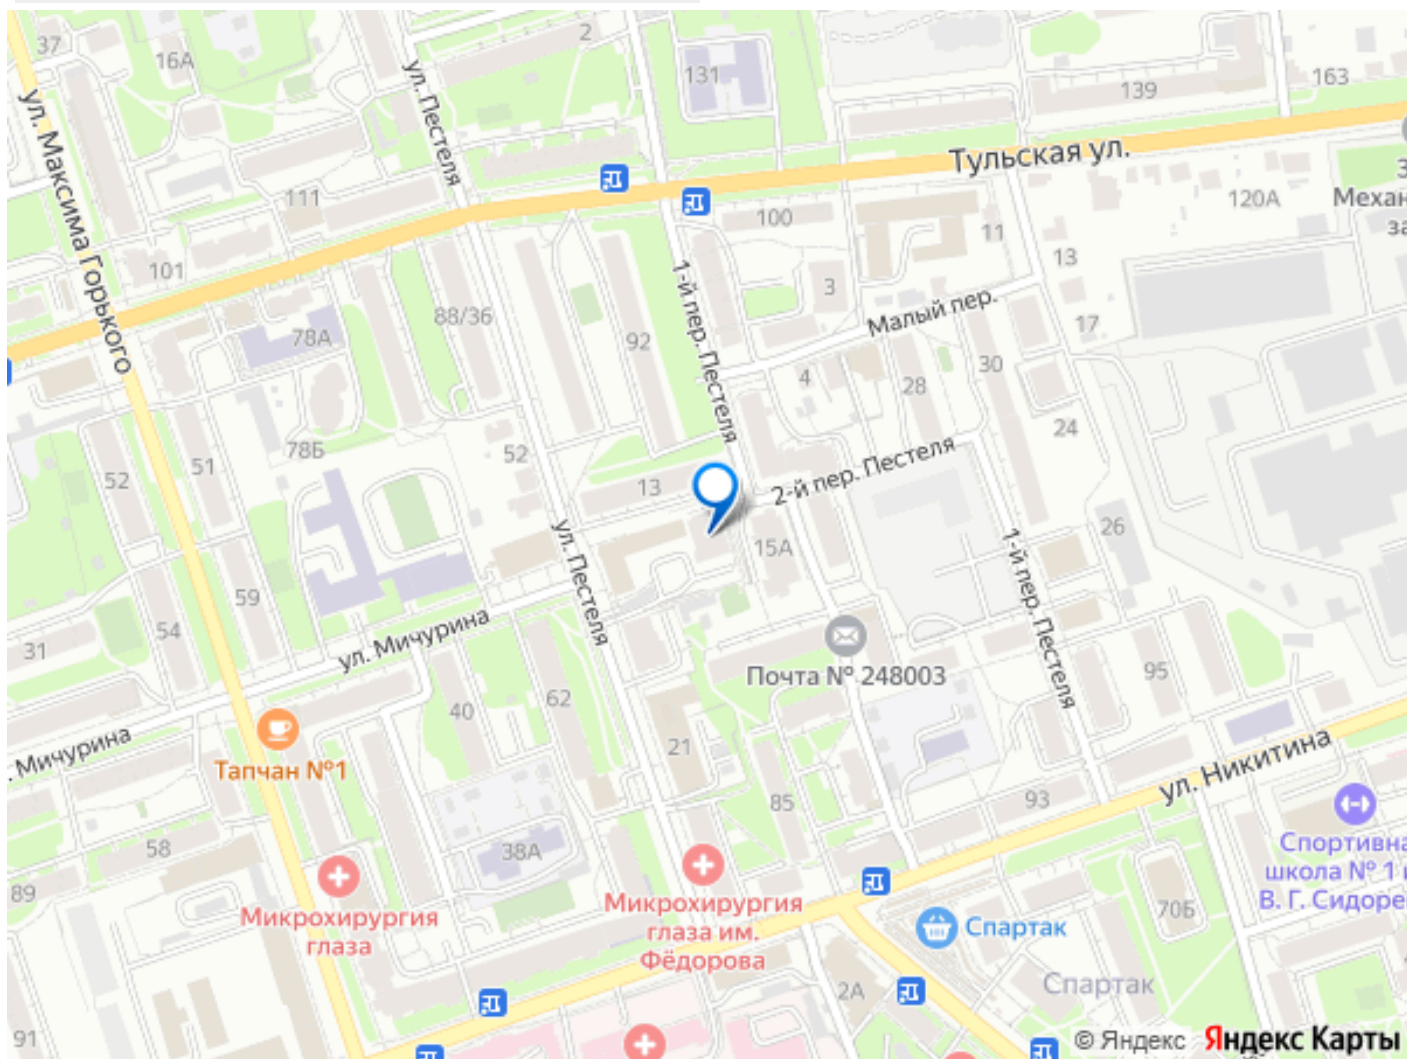 37
16А
2
131
139
163
ул. Пестеля
ул. Максима Горького
Тульская ул.
111
100
120А
Механ
за
11
101
13
3
1-й пер. Пестеля
Малый пер.
88/36
78А
92
17
4
28
30
24
78Б
52
51
52
2-й пер. Пестеля
13
26
15А
ул. Пестеля
1-й пер. Пестеля
59
54
31
ул. Мичурина
Почта № 248003
95
62
40
Мичурина
Тапчан №1
21
ул. Никитина
85
93
58
38А
89
Спортивна
школа № 1 и
В. Г. Сидоре
Микрохирургия
глаза
Микрохирургия
глаза им.
Фёдорова
70Б
Спартак
2А
Спартак
91
© Яндекс Яндекс Карты